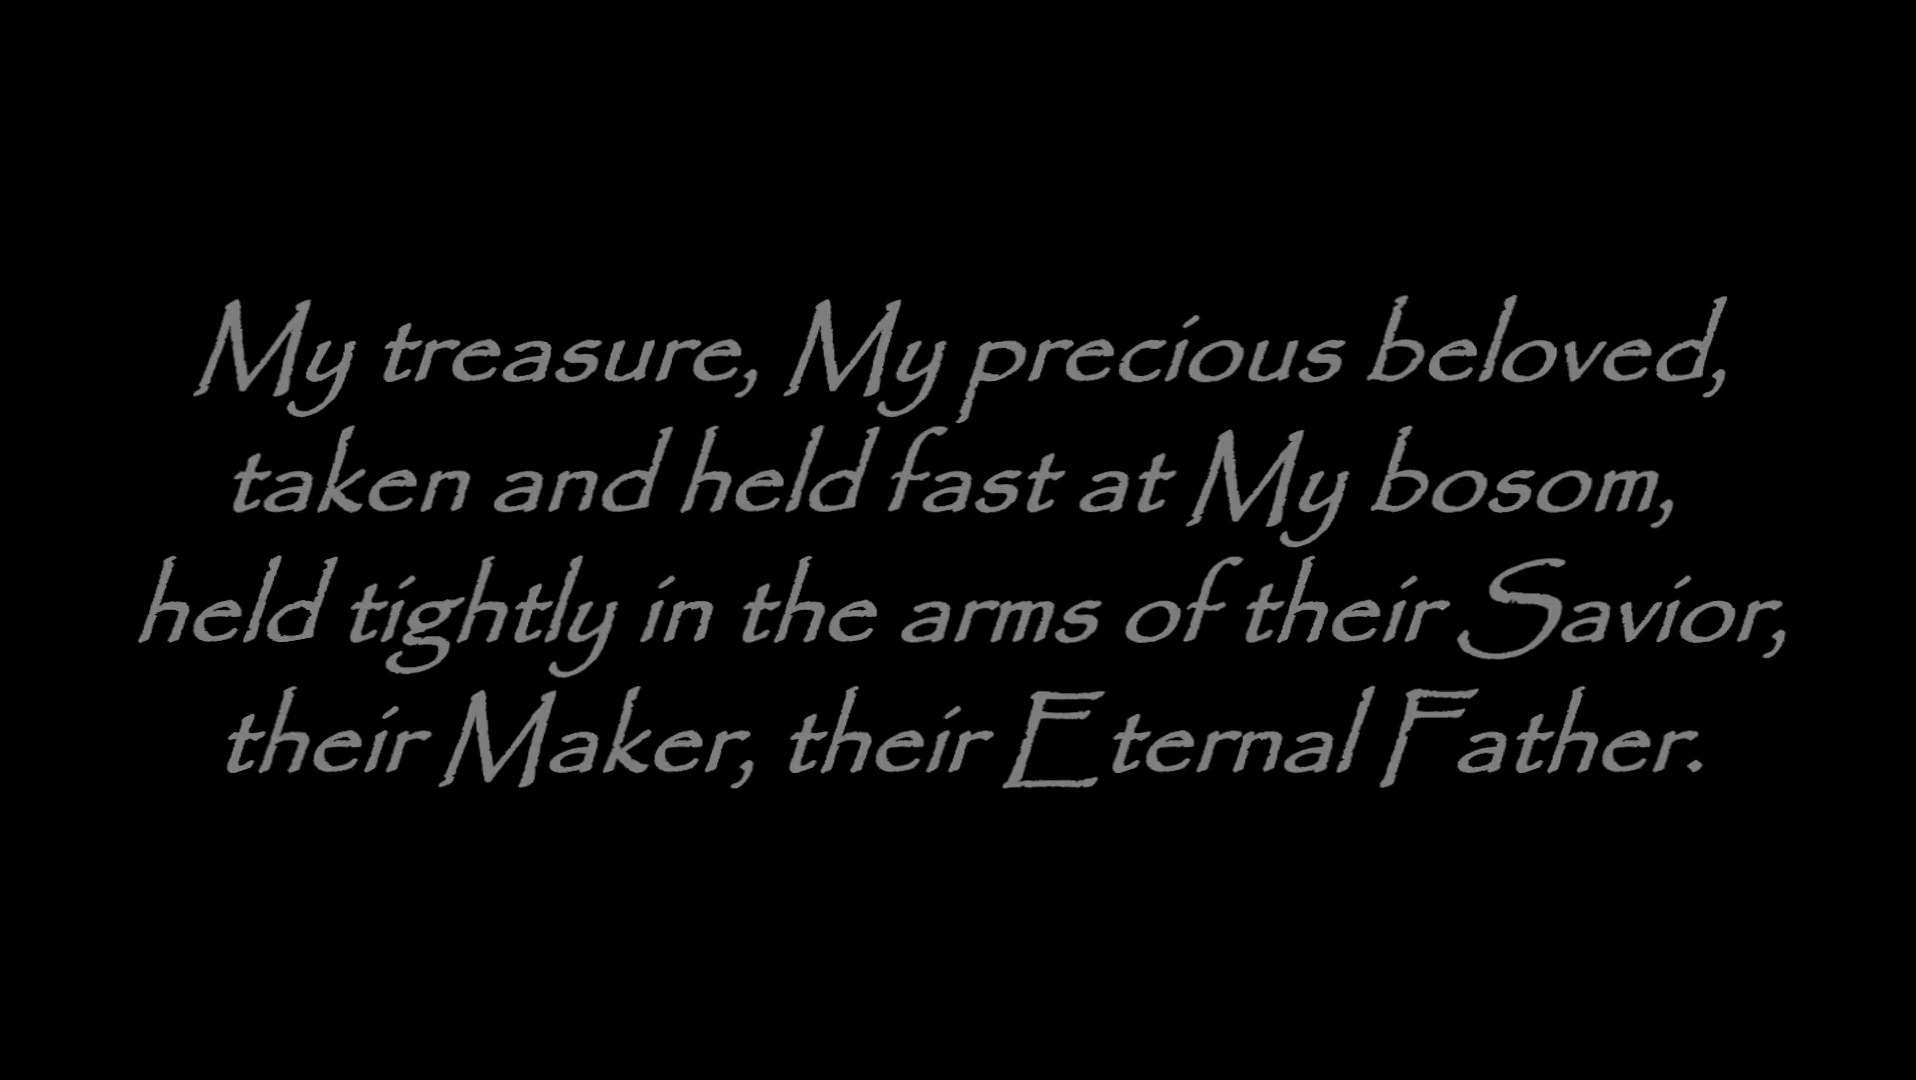 My treasure, My precious beloved,
taken and held fast at My bosom,
held tightly in the arms of their Savior,
their Maker, their Eternal Father.